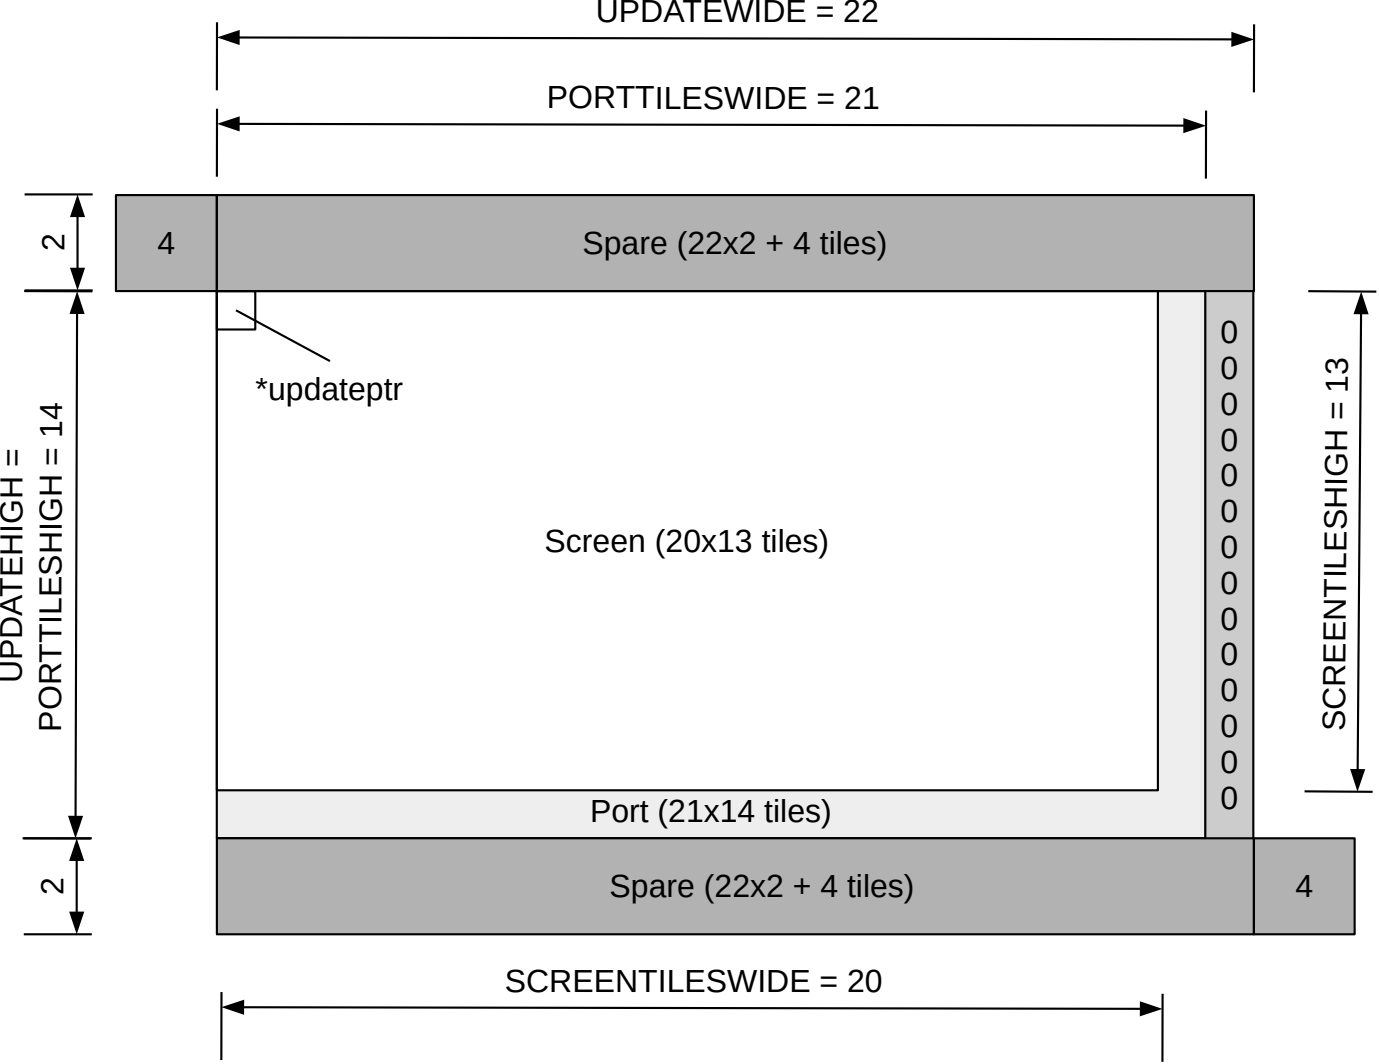 UPDATEWIDE = 22
PORTTILESWIDE = 21
2
4
Spare (22x2 + 4 tiles)
*updateptr
UPDATEHIGH =
PORTTILESHIGH = 14
Screen (20x13 tiles)
0
0
0
0
0
0
0
0
0
0
0
0
0
0
SCREENTILESHIGH = 13
Port (21x14 tiles)
2
Spare (22x2 + 4 tiles)
4
SCREENTILESWIDE = 20